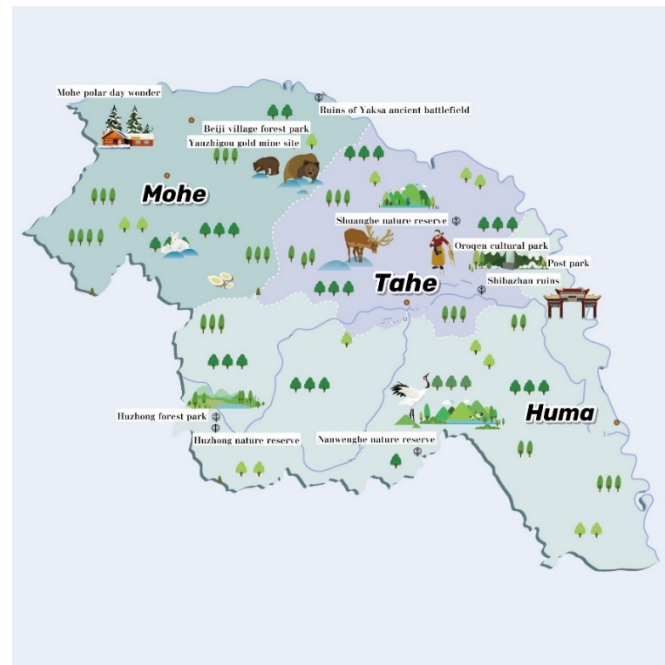 Mohe polar day wonder
Ruins of Yaksa ancient battlefield
Beiji village forest park
Yanzhigou gold mine site
Mohe
Shuanghe nature reserve
Oroqen cultural park
Post park
Tahe
Shibazhan ruins
Huzhong forest park
Huma
Huzhong nature reserve
Nanwenghe nature reserve